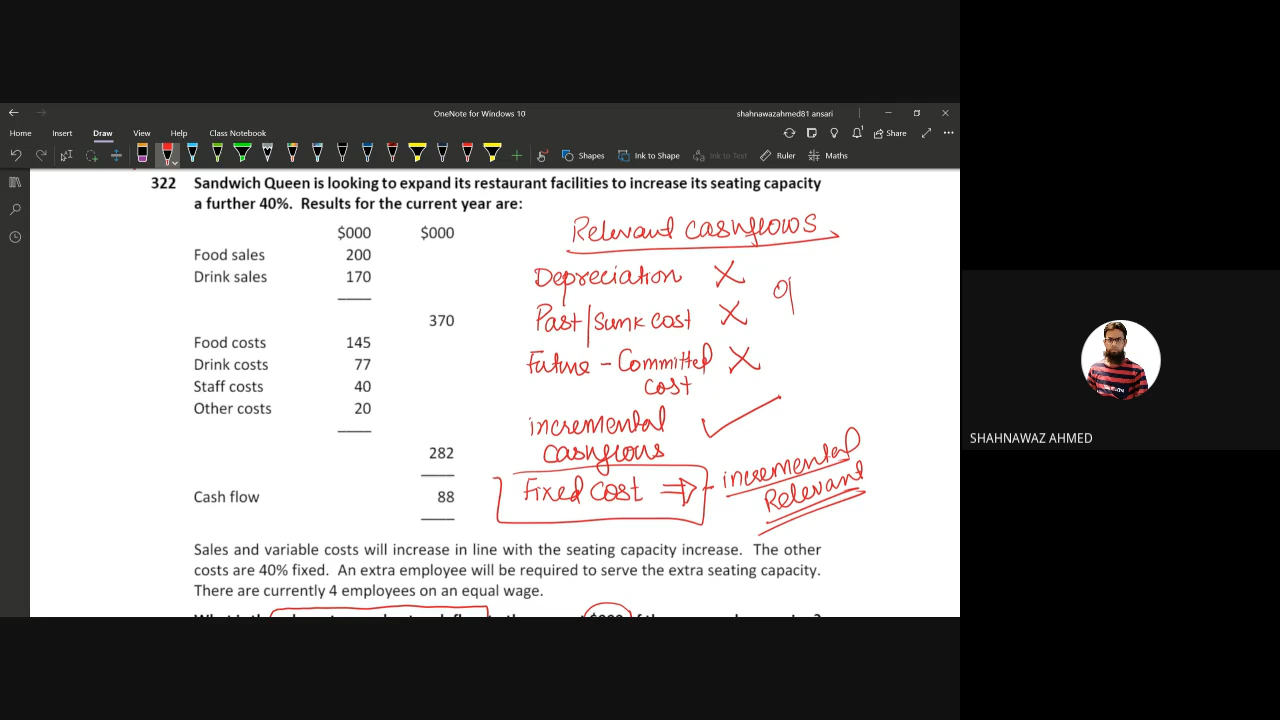 OneNote for Windows 10
shahnawazahmed81 ansari
Home Insert Draw View Help Class Notebook
Share
Shapes Ink to Shape Ink to Text Ruler Maths
322 Sandwich Queen is looking to expand its restaurant facilities to increase its seating capacity
a further 40%. Results for the current year are:
$000 $000
Food sales 200
Drink sales 170
370
Food costs 145
Drink costs 77
Staff costs 40
Other costs 20
282
Cash flow 88
Relevant cashflows
Depreciation X
Past/Sunk cost X
Future - Committed X
cost
incremental
cashflows
Fixed cost ⇒ incremental
Relevant
Sales and variable costs will increase in line with the seating capacity increase. The other
costs are 40% fixed. An extra employee will be required to serve the extra seating capacity.
There are currently 4 employees on an equal wage.
SHAHNAWAZ AHMED